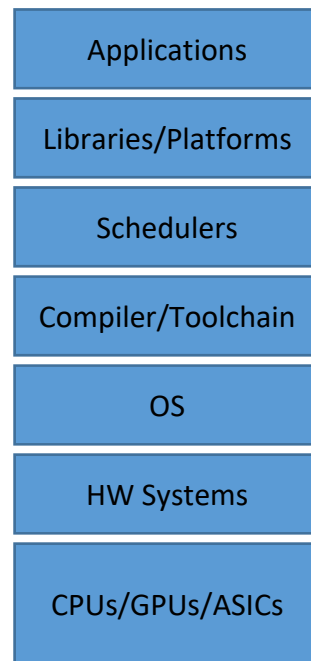 Applications
Libraries/Platforms
Schedulers
Compiler/Toolchain
OS
HW Systems
CPUs/GPUs/ASICs